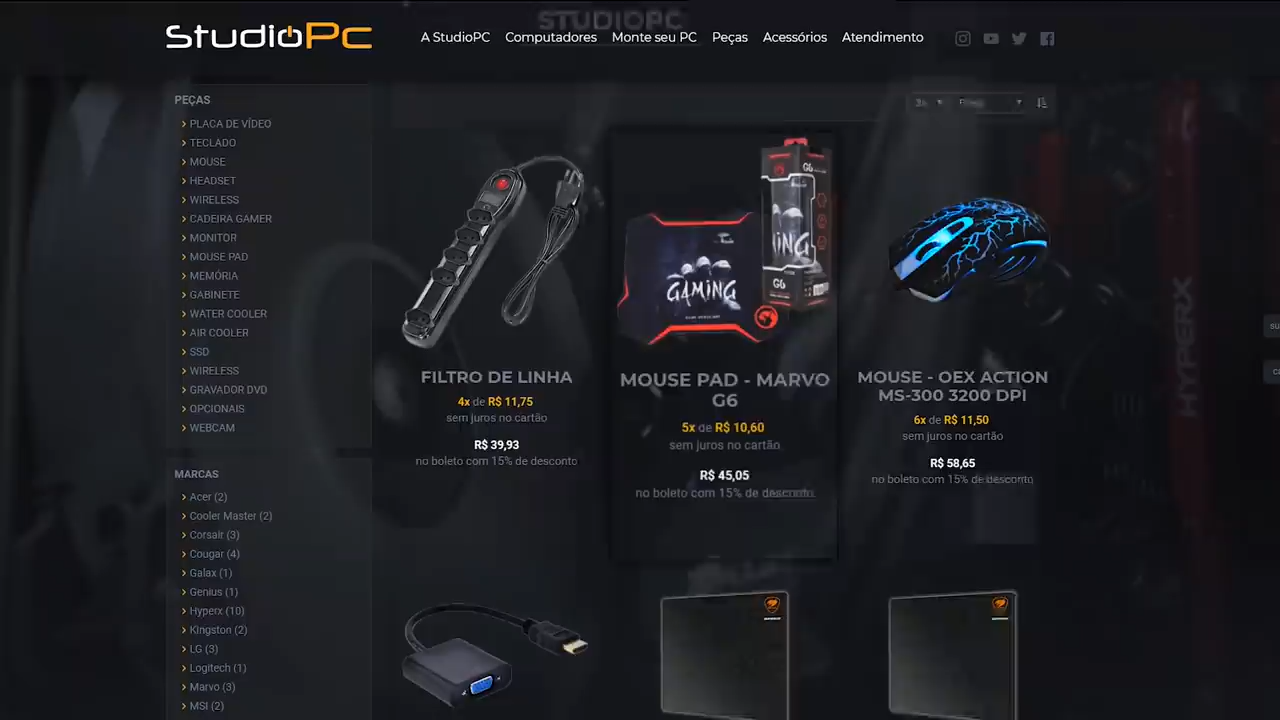 STUDIOPC
StudioPc
A StudioPC
Computadores
Monte seu PC
Peças
Acessórios
Atendimento
PEÇAS
PLACA DE VÍDEO
TECLADO
MOUSE
HEADSET
WIRELESS
CADEIRA GAMER
MONITOR
MOUSE PAD
MEMÓRIA
GABINETE
WATER COOLER
AIR COOLER
SSD
WIRELESS
GRAVADOR DVD
OPCIONAIS
WEBCAM
MARCAS
Acer (2)
Cooler Master (2)
Corsair (3)
Cougar (4)
Galax (1)
Genius (1)
Hyperx (10)
Kingston (2)
LG (3)
Logitech (1)
Marvo (3)
MSI (2)
FILTRO DE LINHA
4x de R$ 11,75
sem juros no cartão
R$ 39,93
no boleto com 15% de desconto
GAMING
G6
G6
MOUSE PAD - MARVO
G6
5x de R$ 10,60
sem juros no cartão
R$ 45,05
no boleto com 15% de desconto
MOUSE - OEX ACTION
MS-300 3200 DPI
6x de R$ 11,50
sem juros no cartão
R$ 58,65
no boleto com 15% de desconto
HYPERX